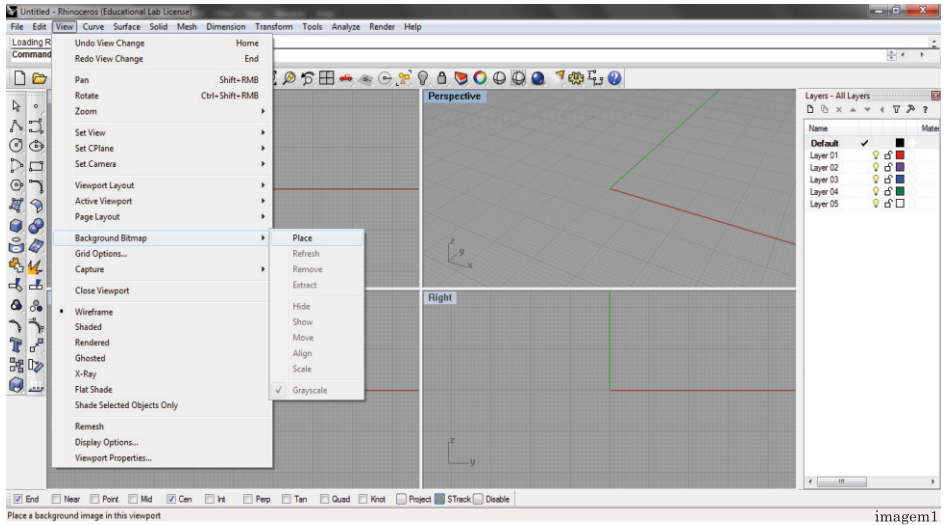 Untitled - Rhinoceros (Educational Lab License)
File Edit View Curve Surface Solid Mesh Dimension Transform Tools Analyze Render Help
Loading R
Command
Undo View Change Home
Redo View Change End
Pan Shift+RMB
Rotate Ctrl+Shift+RMB
Zoom
Set View
Set CPlane
Set Camera
Viewport Layout
Active Viewport
Page Layout
Background Bitmap
Grid Options...
Capture
Close Viewport
Wireframe
Shaded
Rendered
Ghosted
X-Ray
Flat Shade
Shade Selected Objects Only
Remesh
Display Options...
Viewport Properties...
Place
Refresh
Remove
Extract
Hide
Show
Move
Align
Scale
Grayscale
Perspective
z
y
x
Right
z
y
Layers - All Layers
Name Mater
Default
Layer 01
Layer 02
Layer 03
Layer 04
Layer 05
End Near Point Mid Cen Int Perp Tan Quad Knot Project STrack Disable
Place a background image in this viewport
imagem1